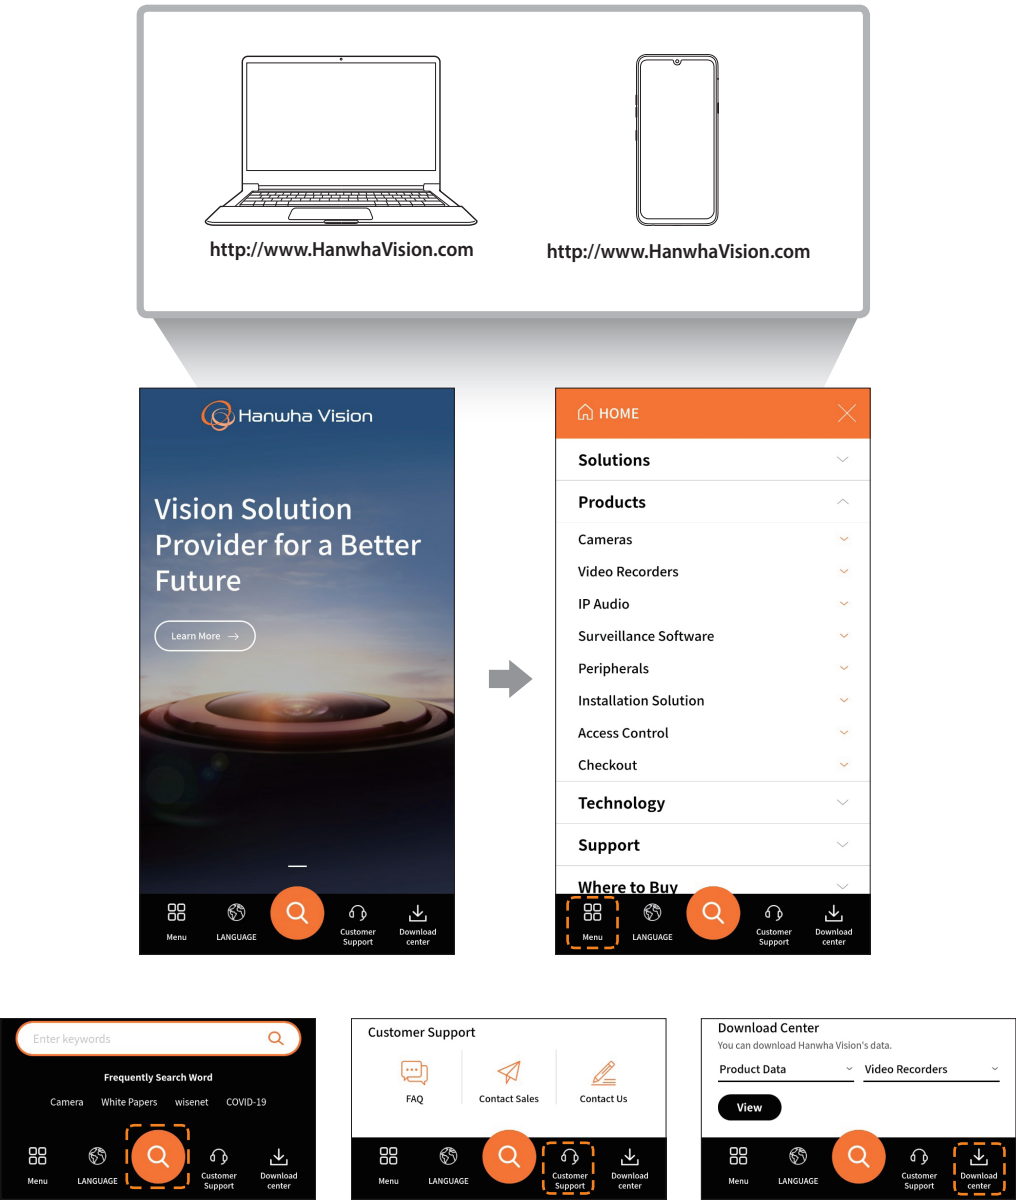 http://www.HanwhaVision.com
http://www.HanwhaVision.com
Hanwha Vision
Vision Solution
Provider for a Better
Future
Learn More
Menu
LANGUAGE
Customer
Support
Download
center
HOME
Solutions
Products
Cameras
Video Recorders
IP Audio
Surveillance Software
Peripherals
Installation Solution
Access Control
Checkout
Technology
Support
Where to Buy
Menu
LANGUAGE
Customer
Support
Download
center
Enter keywords
Frequently Search Word
Camera White Papers wisenet COVID-19
Menu
LANGUAGE
Customer
Support
Download
center
Customer Support
FAQ
Contact Sales
Contact Us
Menu
LANGUAGE
Customer
Support
Download
center
Download Center
You can download Hanwha Vision's data.
Product Data
Video Recorders
View
Menu
LANGUAGE
Customer
Support
Download
center